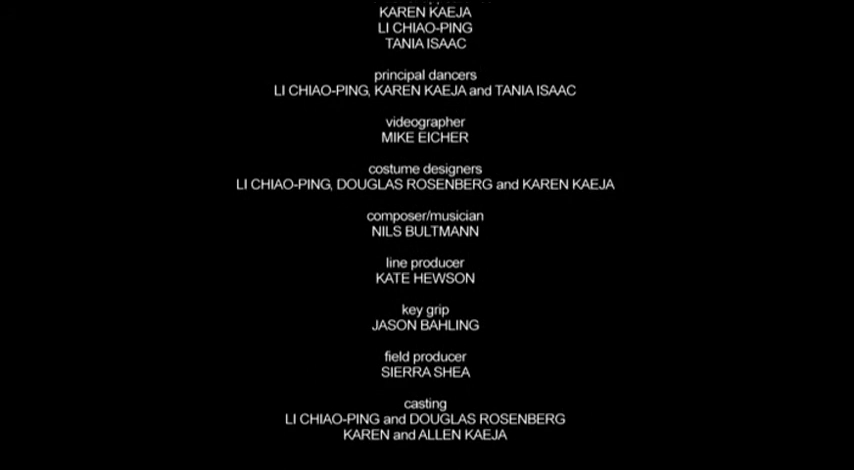 KAREN KAEJA
LI CHIAO-PING
TANIA ISAAC
principal dancers
LI CHIAO-PING, KAREN KAEJA and TANIA ISAAC
videographer
MIKE EICHER
costume designers
LI CHIAO-PING, DOUGLAS ROSENBERG and KAREN KAEJA
composer/musician
NILS BULTMANN
line producer
KATE HEWSON
key grip
JASON BAHLING
field producer
SIERRA SHEA
casting
LI CHIAO-PING and DOUGLAS ROSENBERG
KAREN and ALLEN KAEJA